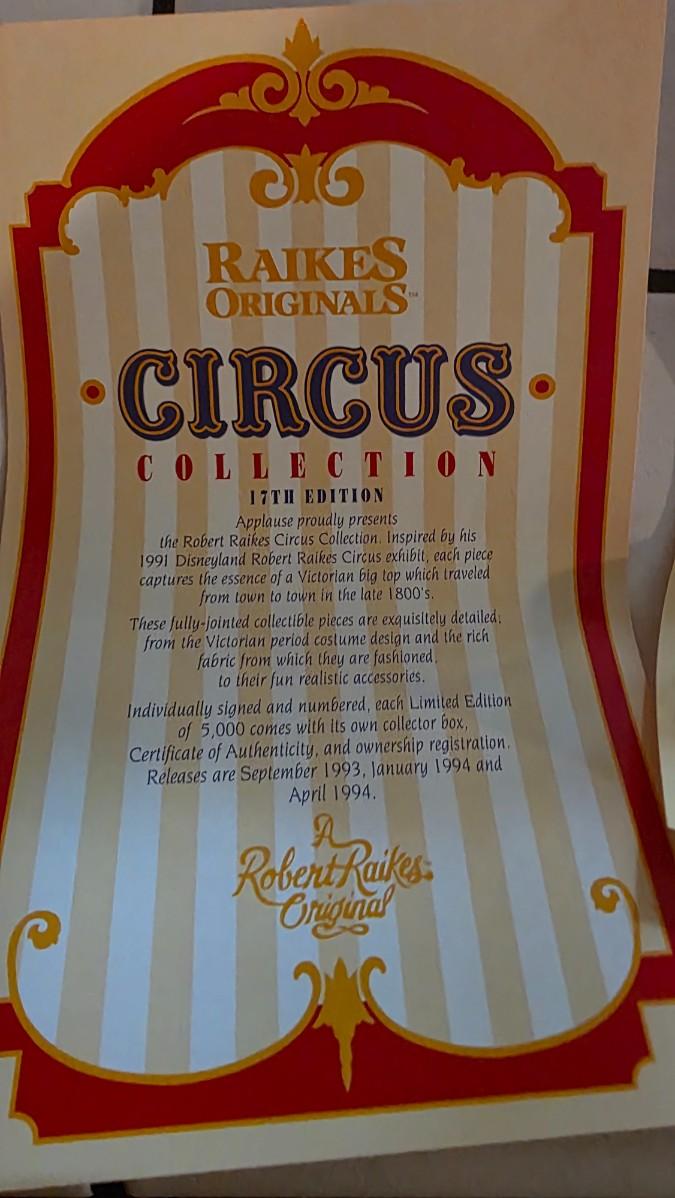 RAIKES
ORIGINALS™
CIRCUS
COLLECTION
17TH EDITION
Applause proudly presents
the Robert Raikes Circus Collection. Inspired by his
1991 Disneyland Robert Raikes Circus exhibit, each piece
captures the essence of a Victorian big top which traveled
from town to town in the late 1800's.
These fully-jointed collectible pieces are exquisitely detailed;
from the Victorian period costume design and the rich
fabric from which they are fashioned,
to their fun realistic accessories.
Individually signed and numbered, each Limited Edition
of 5,000 comes with its own collector box,
Certificate of Authenticity, and ownership registration.
Releases are September 1993, January 1994 and
April 1994.
A
Robert Raikes
Original